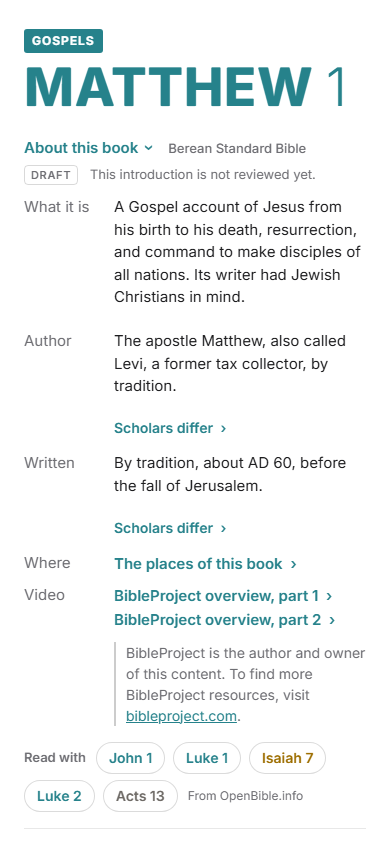 GOSPELS
MATTHEW 1
About this book
Berean Standard Bible
DRAFT
This introduction is not reviewed yet.
What it is
A Gospel account of Jesus from
his birth to his death, resurrection,
and command to make disciples of
all nations. Its writer had Jewish
Christians in mind.
Author
The apostle Matthew, also called
Levi, a former tax collector, by
tradition.
Scholars differ ›
Written
By tradition, about AD 60, before
the fall of Jerusalem.
Scholars differ ›
Where
The places of this book ›
Video
BibleProject overview, part 1 ›
BibleProject overview, part 2 ›
BibleProject is the author and owner
of this content. To find more
BibleProject resources, visit
bibleproject.com.
Read with
John 1
Luke 1
Isaiah 7
Luke 2
Acts 13
From OpenBible.info